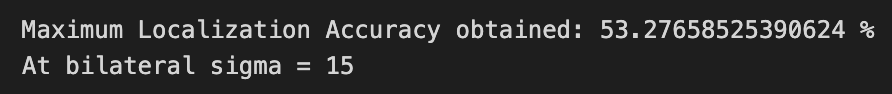 Maximum Localization Accuracy obtained: 53.27658525390624 %
At bilateral sigma = 15